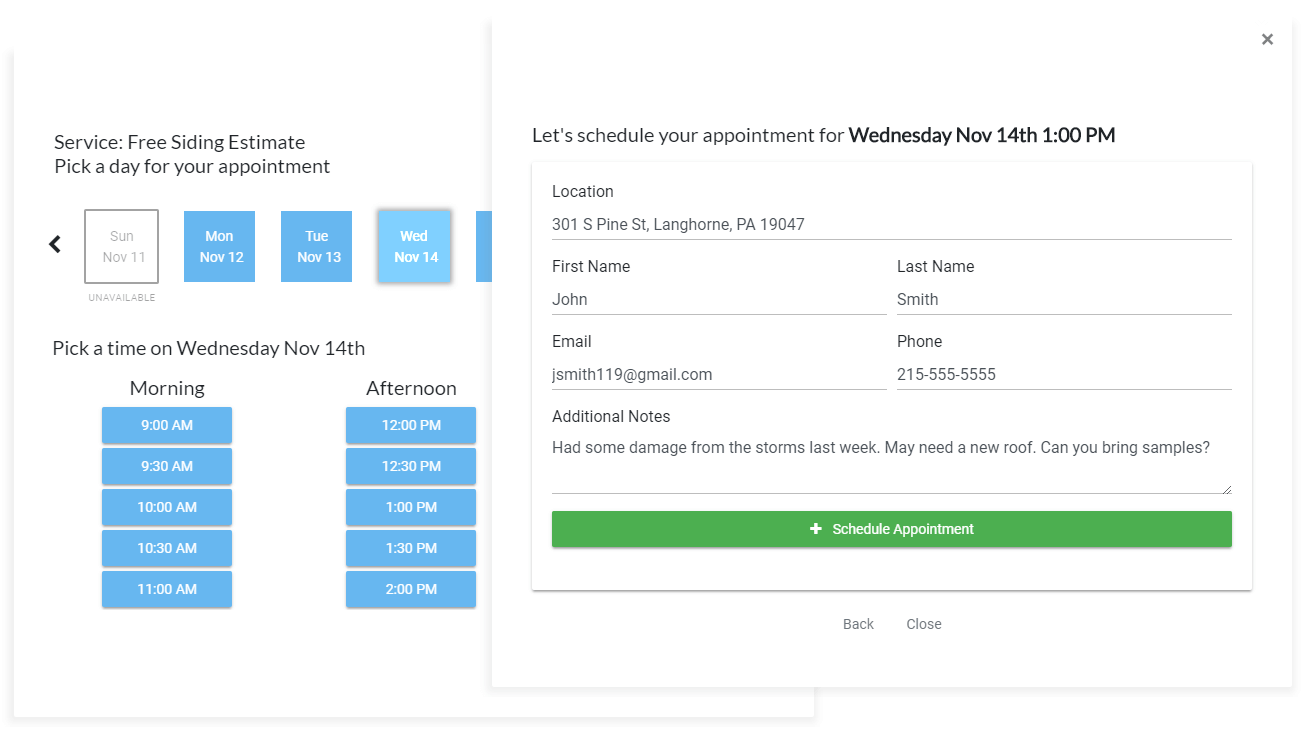 Service: Free Siding Estimate
Pick a day for your appointment
Sun
Nov 11
UNAVAILABLE
Mon
Nov 12
Tue
Nov 13
Wed
Nov 14
Pick a time on Wednesday Nov 14th
Morning
9:00 AM
9:30 AM
10:00 AM
10:30 AM
11:00 AM
Afternoon
12:00 PM
12:30 PM
1:00 PM
1:30 PM
2:00 PM
×
Let's schedule your appointment for Wednesday Nov 14th 1:00 PM
Location
301 S Pine St, Langhorne, PA 19047
First Name
John
Last Name
Smith
Email
jsmith119@gmail.com
Phone
215-555-5555
Additional Notes
Had some damage from the storms last week. May need a new roof. Can you bring samples?
+ Schedule Appointment
Back
Close